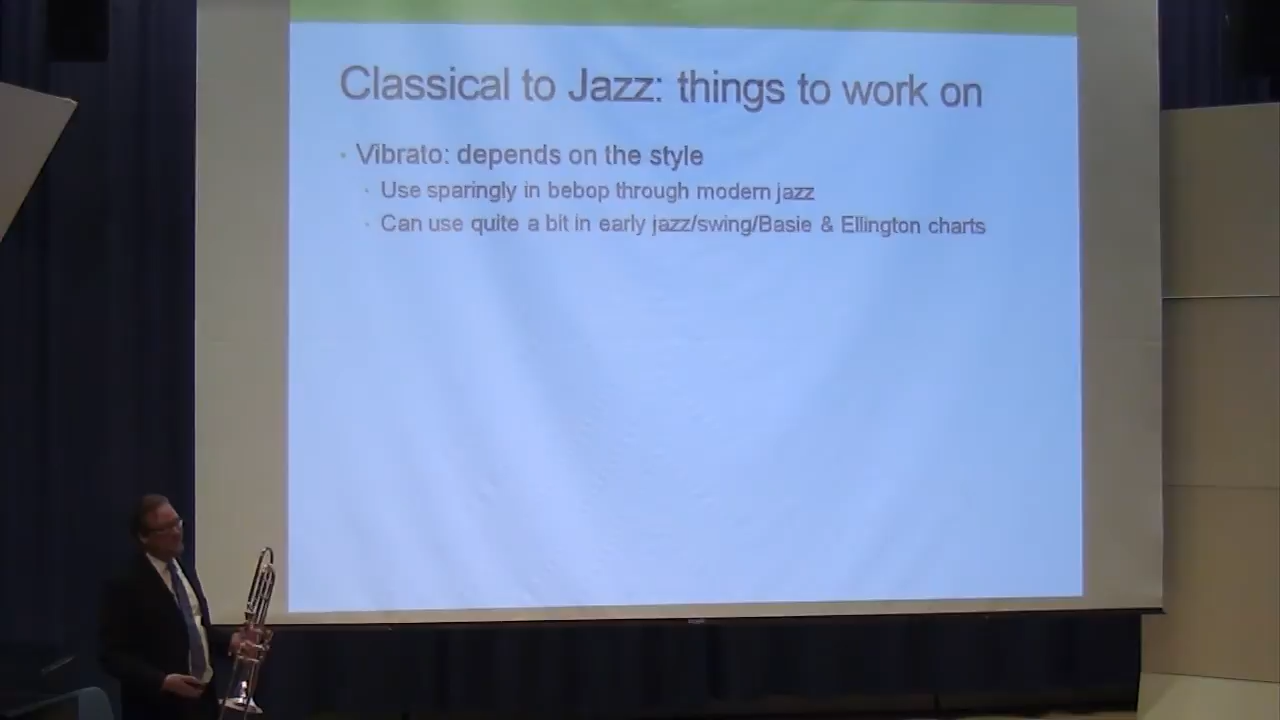 Classical to Jazz: things to work on
Vibrato: depends on the style
Use sparingly in bebop through modern jazz
Can use quite a bit in early jazz/swing/Basie & Ellington charts